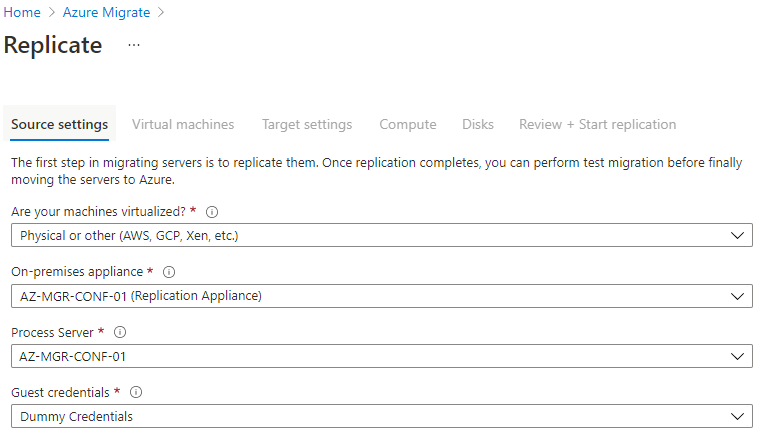 Home > Azure Migrate >
Replicate ...
Source settings Virtual machines Target settings Compute Disks Review + Start replication
The first step in migrating servers is to replicate them. Once replication completes, you can perform test migration before finally
moving the servers to Azure.
Are your machines virtualized? *
Physical or other (AWS, GCP, Xen, etc.)
On-premises appliance *
AZ-MGR-CONF-01 (Replication Appliance)
Process Server *
AZ-MGR-CONF-01
Guest credentials *
Dummy Credentials